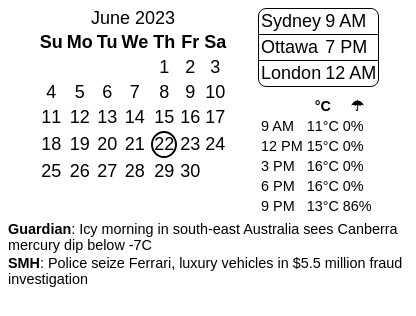 June 2023
Su Mo Tu We Th Fr Sa
1 2 3
4 5 6 7 8 9 10
11 12 13 14 15 16 17
18 19 20 21 22 23 24
25 26 27 28 29 30
Sydney 9 AM
Ottawa 7 PM
London 12 AM
°C ☂
9 AM 11°C 0%
12 PM 15°C 0%
3 PM 16°C 0%
6 PM 16°C 0%
9 PM 13°C 86%
Guardian: Icy morning in south-east Australia sees Canberra
mercury dip below -7C
SMH: Police seize Ferrari, luxury vehicles in $5.5 million fraud
investigation